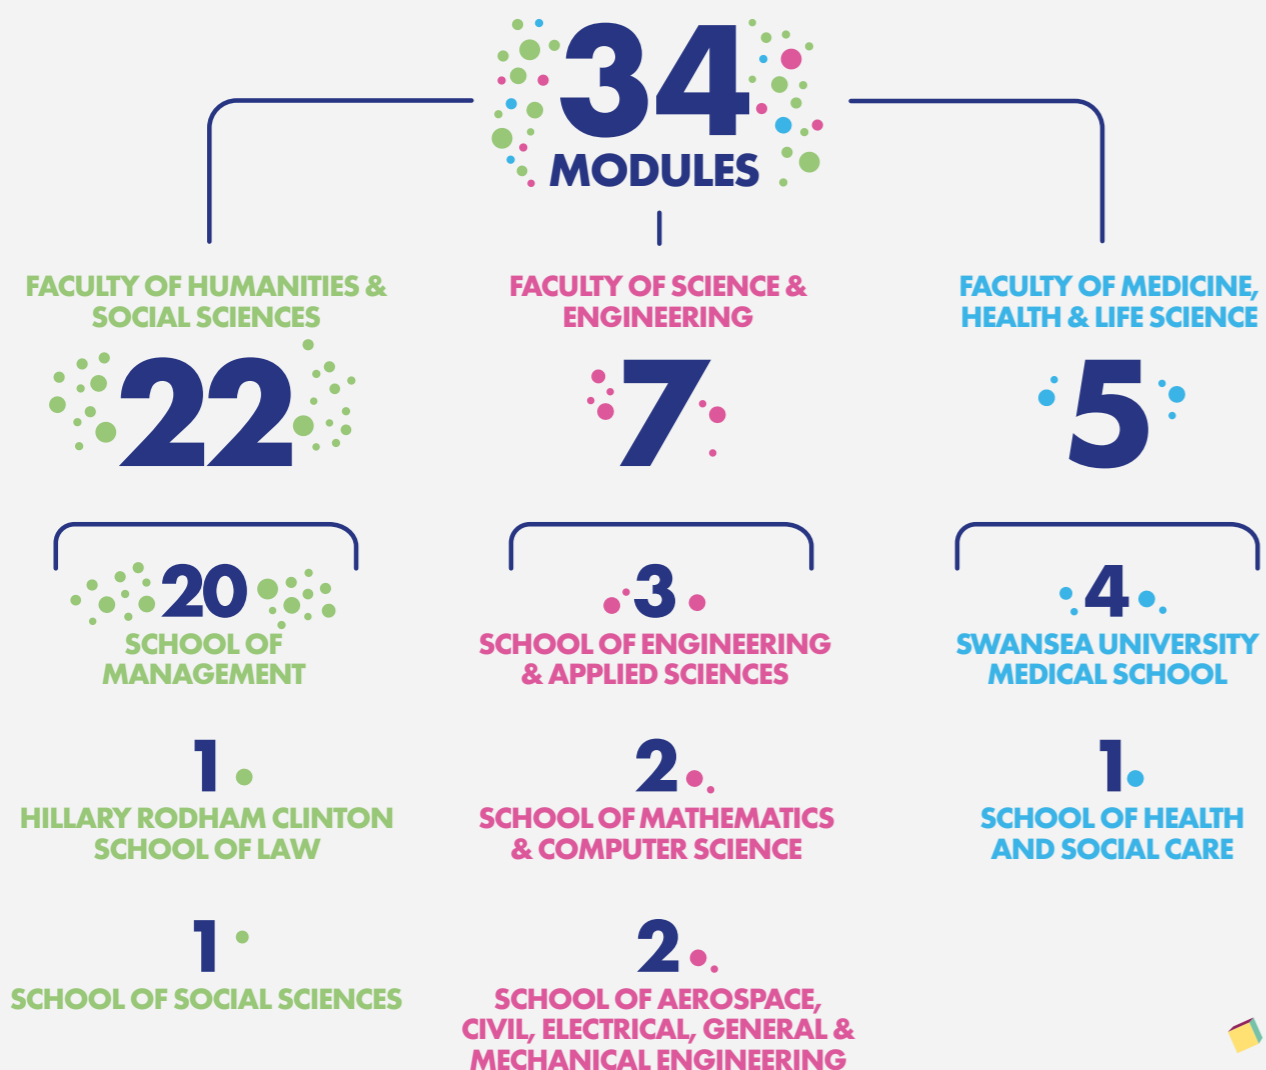 34
MODULES
FACULTY OF HUMANITIES &
SOCIAL SCIENCES
22
20
SCHOOL OF
MANAGEMENT
1
HILLARY RODHAM CLINTON
SCHOOL OF LAW
1
SCHOOL OF SOCIAL SCIENCES
FACULTY OF SCIENCE &
ENGINEERING
7
3
SCHOOL OF ENGINEERING
& APPLIED SCIENCES
2
SCHOOL OF MATHEMATICS
& COMPUTER SCIENCE
2
SCHOOL OF AEROSPACE,
CIVIL, ELECTRICAL, GENERAL &
MECHANICAL ENGINEERING
FACULTY OF MEDICINE,
HEALTH & LIFE SCIENCE
5
4
SWANSEA UNIVERSITY
MEDICAL SCHOOL
1
SCHOOL OF HEALTH
AND SOCIAL CARE